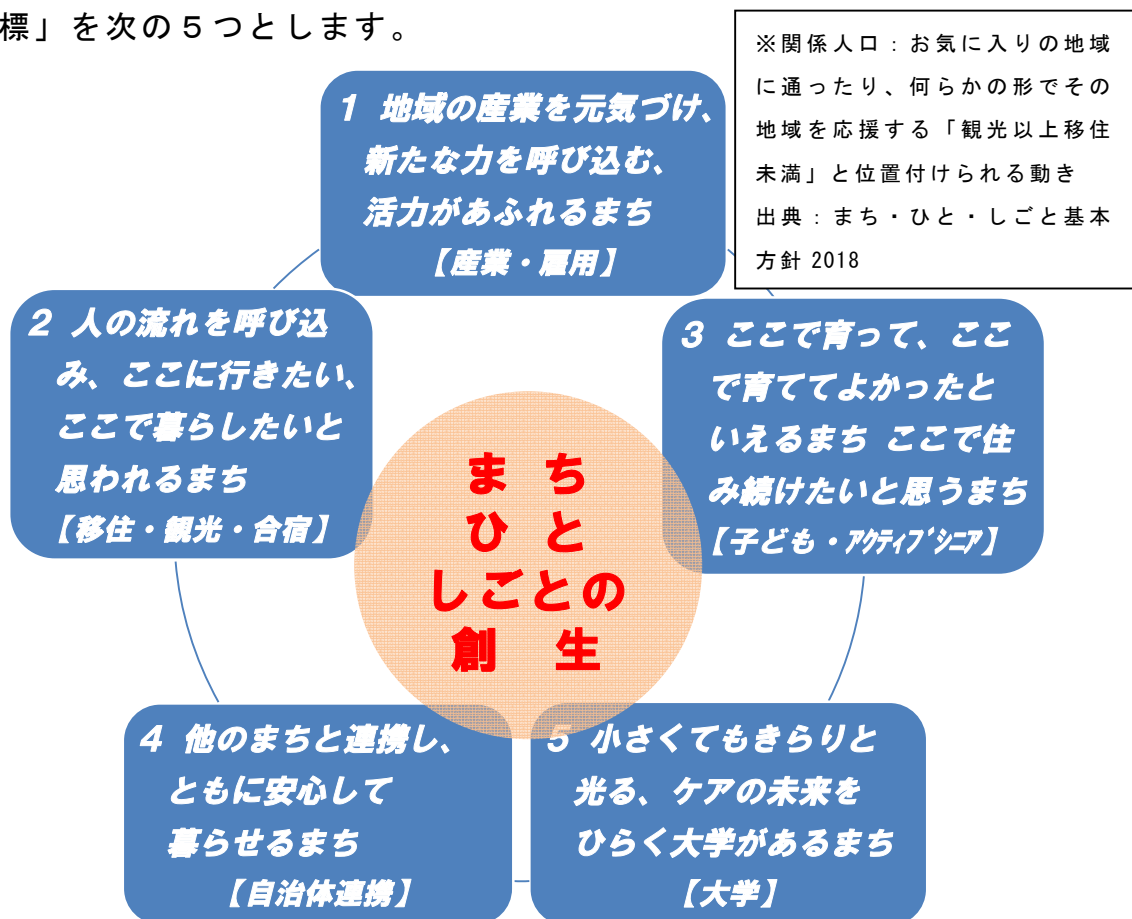 標」を次の５つとします。
※関係人口：お気に入りの地域
に通ったり、何らかの形でその
地域を応援する「観光以上移住
未満」と位置付けられる動き
出典：まち・ひと・しごと基本
方針 2018
1 地域の産業を元気づけ、
新たな力を呼び込む、
活力があふれるまち
【産業・雇用】
2 人の流れを呼び込
み、ここに行きたい、
ここで暮らしたいと
思われるまち
【移住・観光・合宿】
3 ここで育って、ここ
で育ててよかったと
いえるまち ここで住
み続けたいと思うまち
【子ども・ｱｸﾃｨﾌﾞｼﾆｱ】
まち
ひと
しごとの
創　生
4 他のまちと連携し、
ともに安心して
暮らせるまち
【自治体連携】
5 小さくてもきらりと
光る、ケアの未来を
ひらく大学があるまち
【大学】